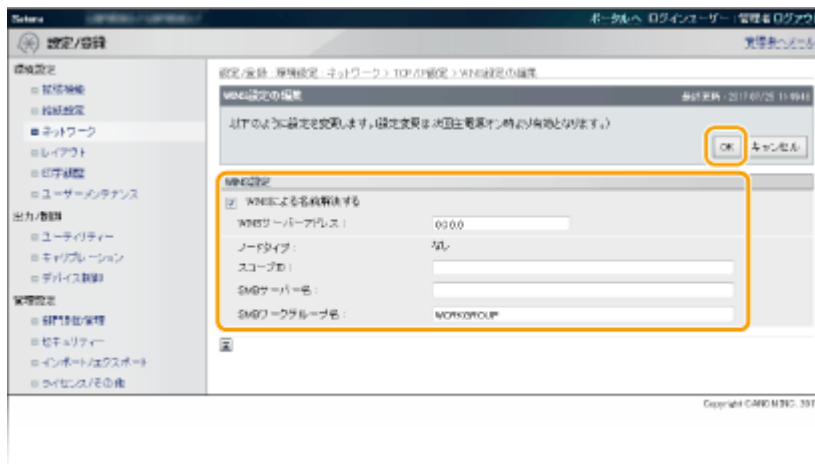 Satera
ポータルへ ログインユーザー：管理者 ログアウ
設定/登録
管理者へメール
環境設定
拡張機能
給紙設定
ネットワーク
レイアウト
印字調整
ユーザーメンテナンス
出力/制御
ユーティリティー
キャリブレーション
デバイス制御
管理設定
部門別ID管理
セキュリティー
インポート/エクスポート
ライセンス/その他
設定/登録 : 環境設定 : ネットワーク > TCP/IP設定 > WINS設定の編集
WINS設定の編集
最終更新 :
以下のように設定を変更します。(設定変更は次回主電源オン時より有効となります。)
OK キャンセル
WINS設定
WINSによる名前解決する
WINSサーバーアドレス : 0.0.0.0
ノードタイプ : なし
スコープID :
SMBサーバー名 :
SMBワークグループ名 : WORKGROUP
Copyright CANON INC. 201